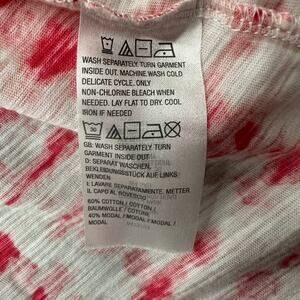 WASH SEPARATELY. TURN GARMENT
INSIDE OUT. MACHINE WASH COLD
DELICATE CYCLE. ONLY
NON-CHLORINE BLEACH WHEN
NEEDED. LAY FLAT TO DRY. COOL
IRON IF NEEDED
30
GB: WASH SEPARATELY. TURN
GARMENT INSIDE OUT
D: SEPARAT WASCHEN.
BEKLEIDUNGSSTÜCK AUF LINKS
WENDEN
I: LAVARE SEPARATAMENTE. METTER
IL CAPO AL ROVESCIO
60% COTTON / COTON /
BAUMWOLLE / COTONE
40% MODAL / MODAL / MODAL /
MODAL